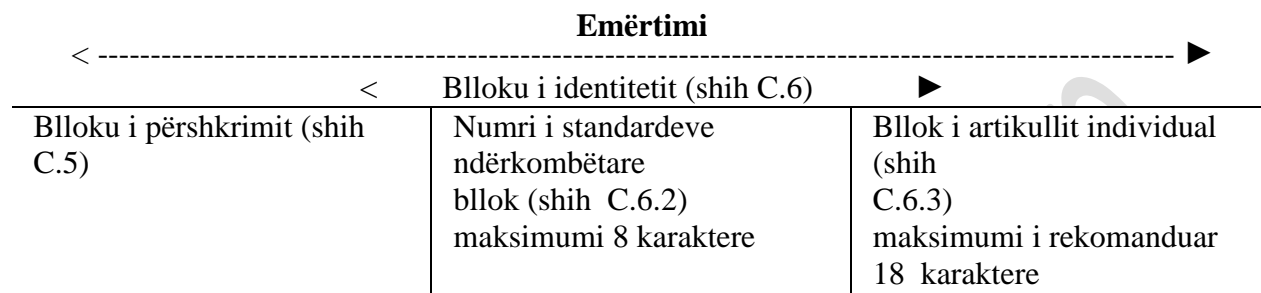 Emërtimi
< ------------------------------------------------------------------------------------------------------- ►
< Blloku i identitetit (shih C.6) ►
Blloku i përshkrimit (shih
C.5)
Numri i standardeve
ndërkombëtare
bllok (shih C.6.2)
maksimumi 8 karaktere
Bllok i artikullit individual
(shih
C.6.3)
maksimumi i rekomanduar
18 karaktere